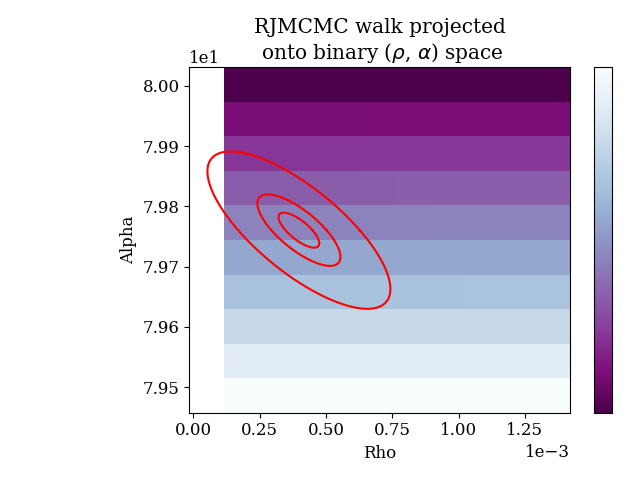 RJMCMC walk projected
onto binary (ρ, α) space
1e1
8.00
7.99
7.98
7.97
7.96
7.95
Alpha
0.00 0.25 0.50 0.75 1.00 1.25
Rho
1e−3